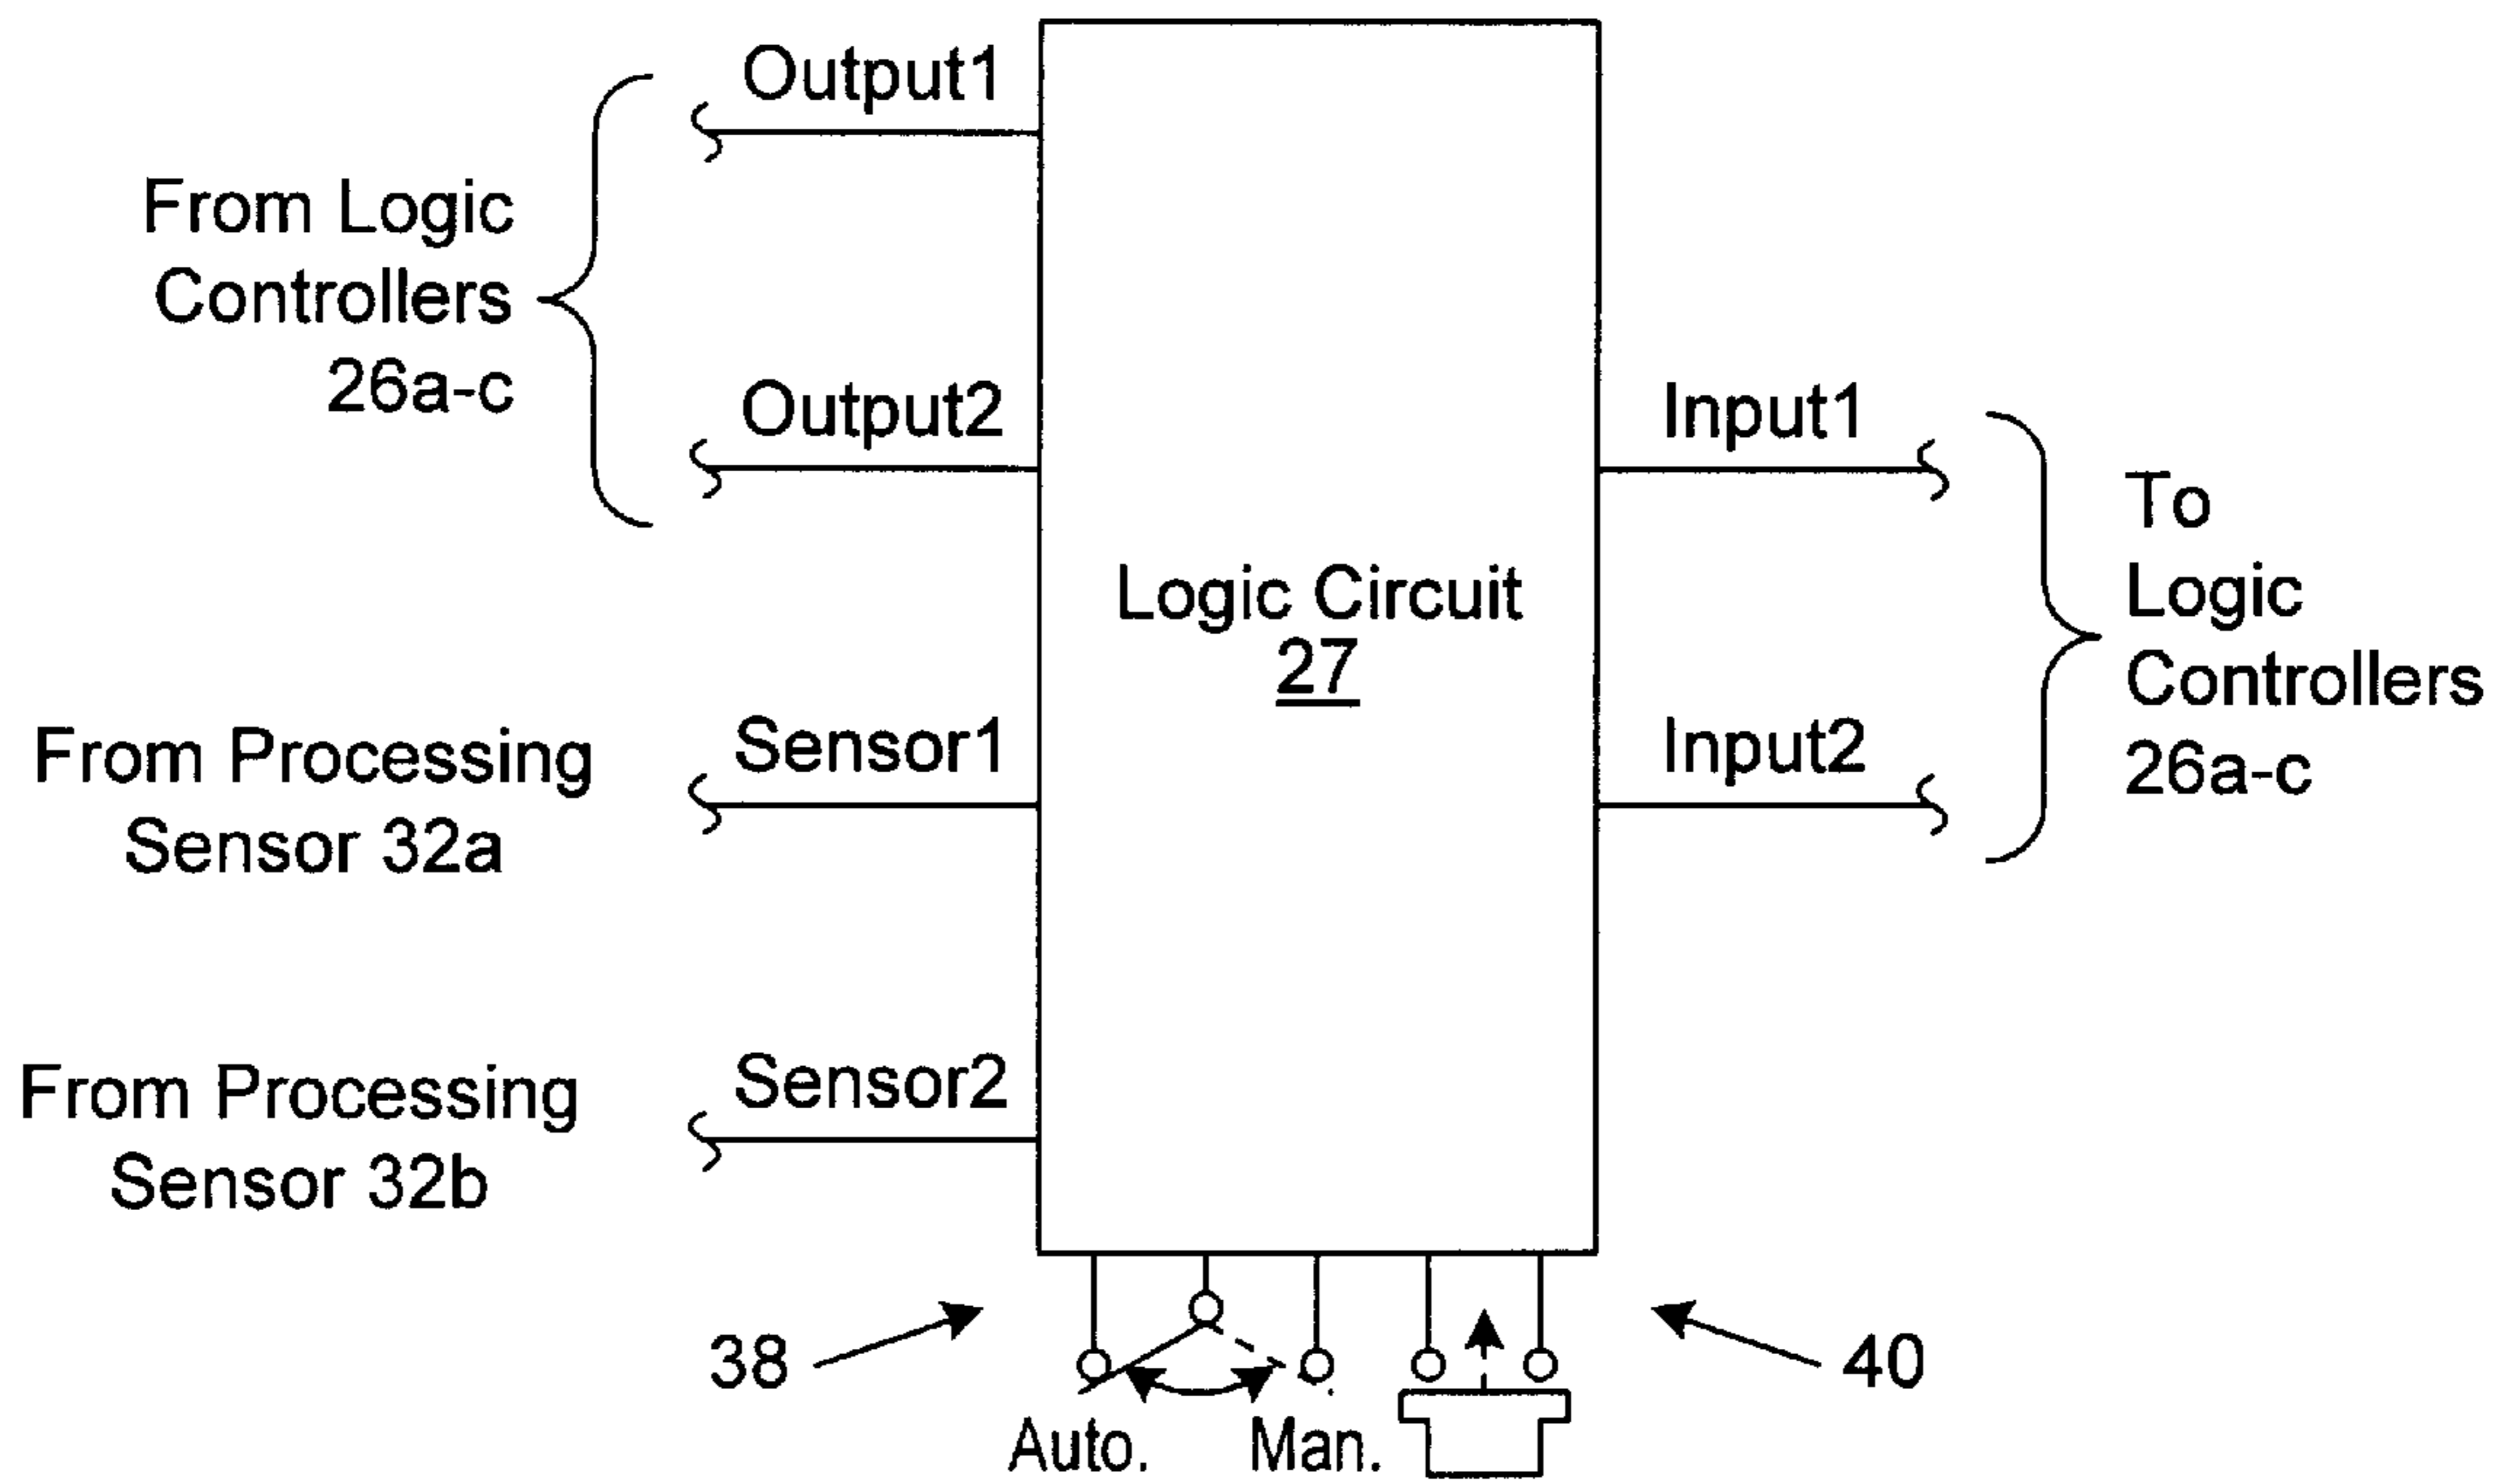 Output1
From Logic
Controllers
26a-c
Output2
Input1
To
Logic
Controllers
26a-c
Logic Circuit
27
From Processing
Sensor 32a
Sensor1
Input2
From Processing
Sensor 32b
Sensor2
38
40
Auto.
Man.